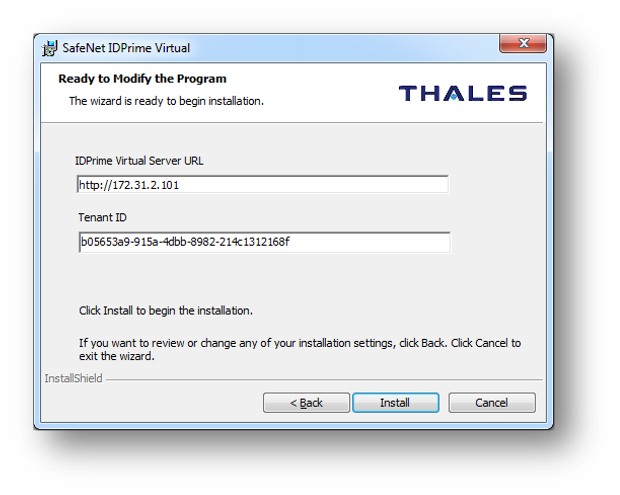 SafeNet IDPrime Virtual
Ready to Modify the Program
The wizard is ready to begin installation.
THALES
IDPrime Virtual Server URL
http://172.31.2.101
Tenant ID
b05653a9-915a-4dbb-8982-214c1312168f
Click Install to begin the installation.
If you want to review or change any of your installation settings, click Back. Click Cancel to
exit the wizard.
InstallShield
< Back
Install
Cancel